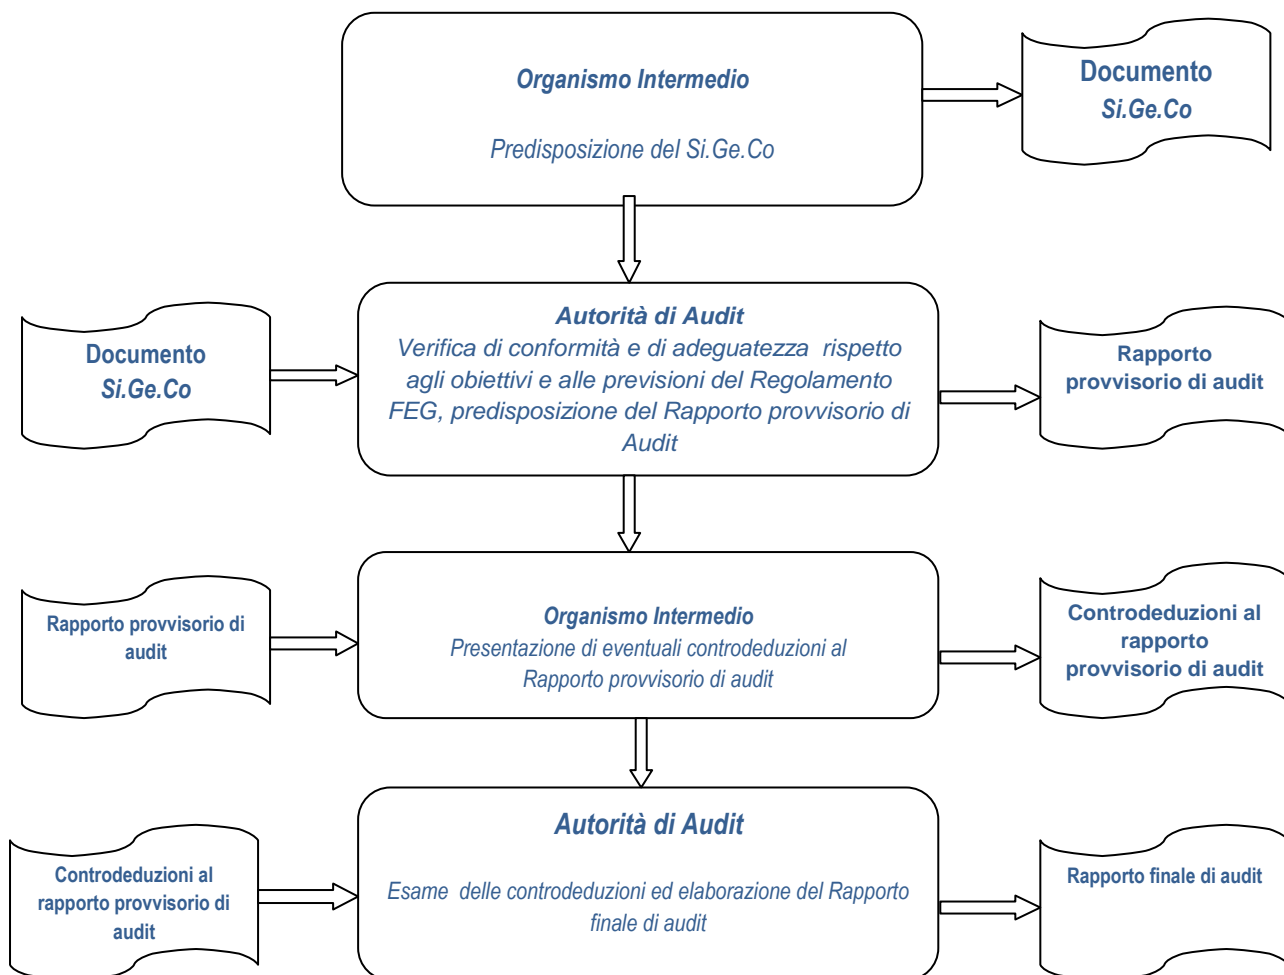 Organismo Intermedio
Predisposizione del Si.Ge.Co
Documento
Si.Ge.Co
Documento
Si.Ge.Co
Autorità di Audit
Verifica di conformità e di adeguatezza rispetto
agli obiettivi e alle previsioni del Regolamento
FEG, predisposizione del Rapporto provvisorio di
Audit
Rapporto
provvisorio di audit
Rapporto provvisorio di
audit
Organismo Intermedio
Presentazione di eventuali controdeduzioni al
Rapporto provvisorio di audit
Controdeduzioni al
rapporto
provvisorio di audit
Controdeduzioni al
rapporto provvisorio di
audit
Autorità di Audit
Esame delle controdeduzioni ed elaborazione del Rapporto
finale di audit
Rapporto finale di audit